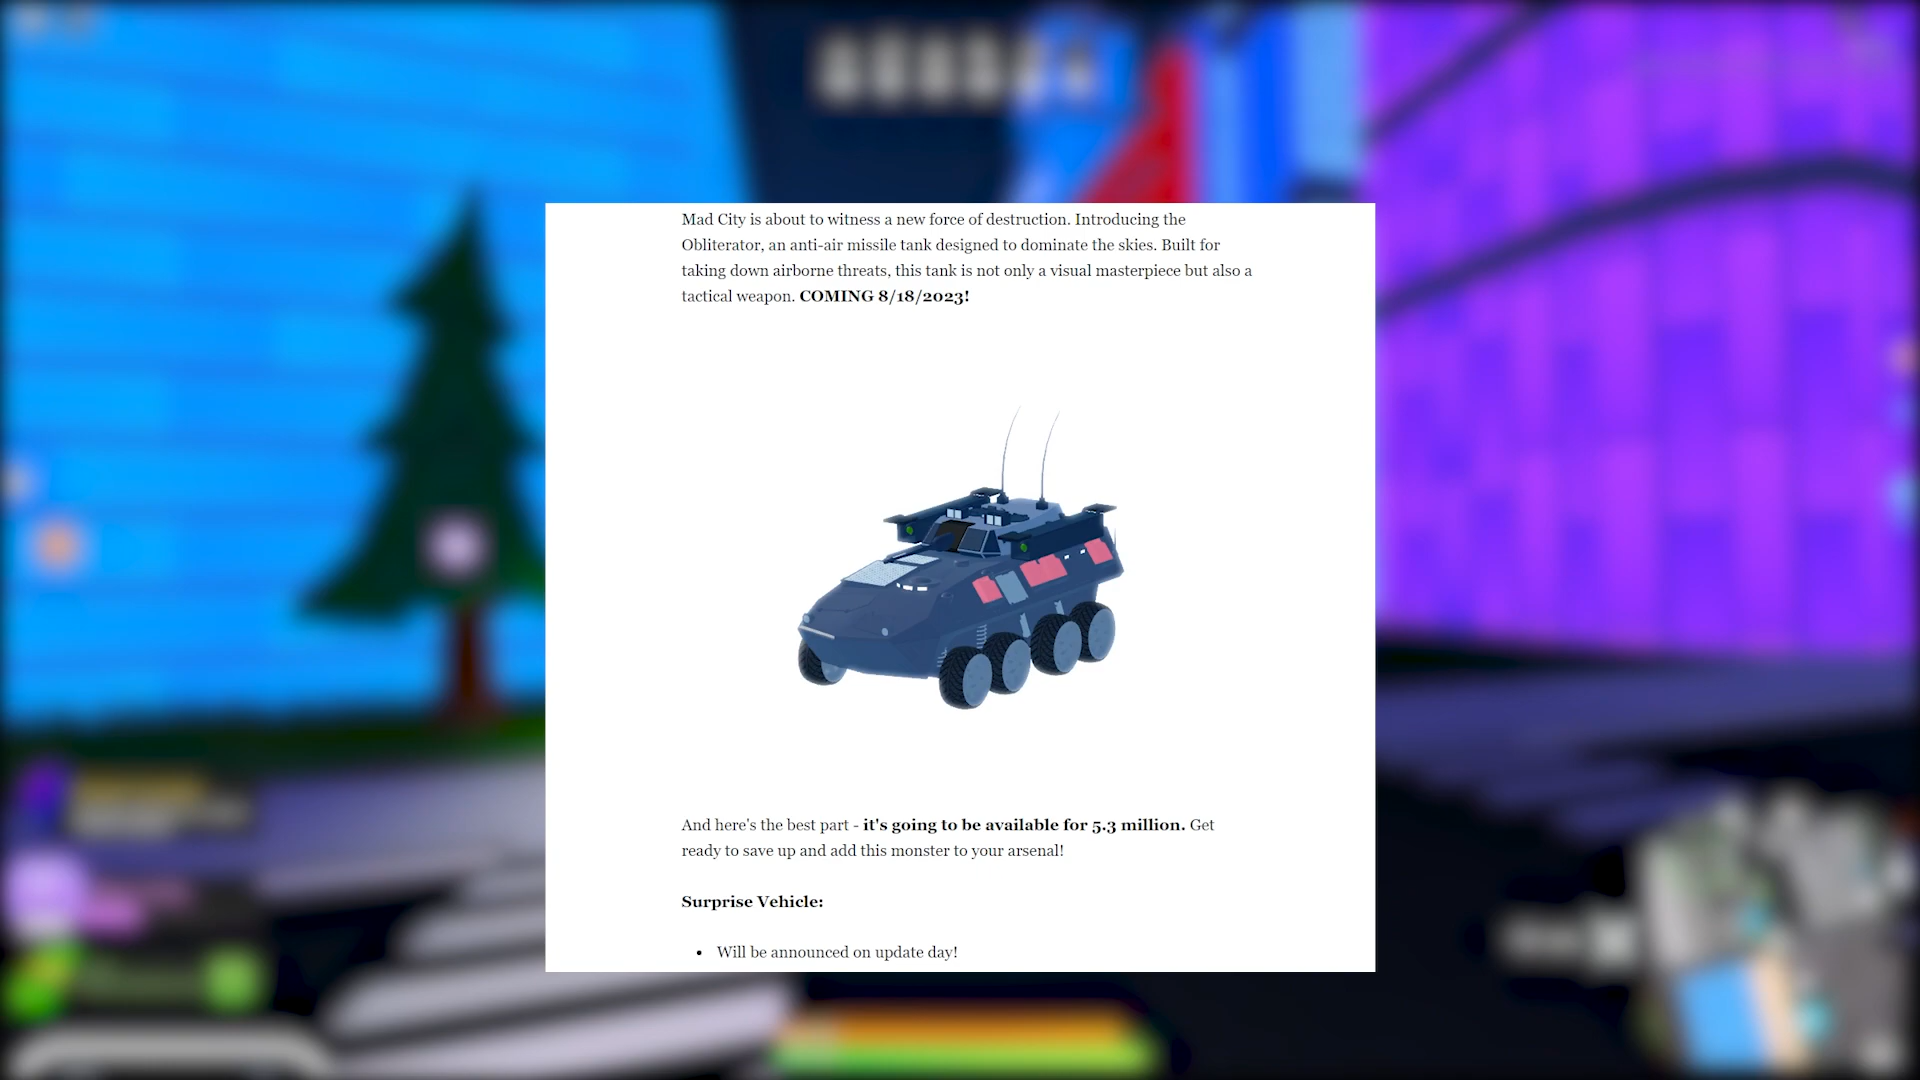 Mad City is about to witness a new force of destruction. Introducing the
Obliterator, an anti-air missile tank designed to dominate the skies. Built for
taking down airborne threats, this tank is not only a visual masterpiece but also a
tactical weapon. COMING 8/18/2023!
And here's the best part - it's going to be available for 5.3 million. Get
ready to save up and add this monster to your arsenal!
Surprise Vehicle:
• Will be announced on update day!